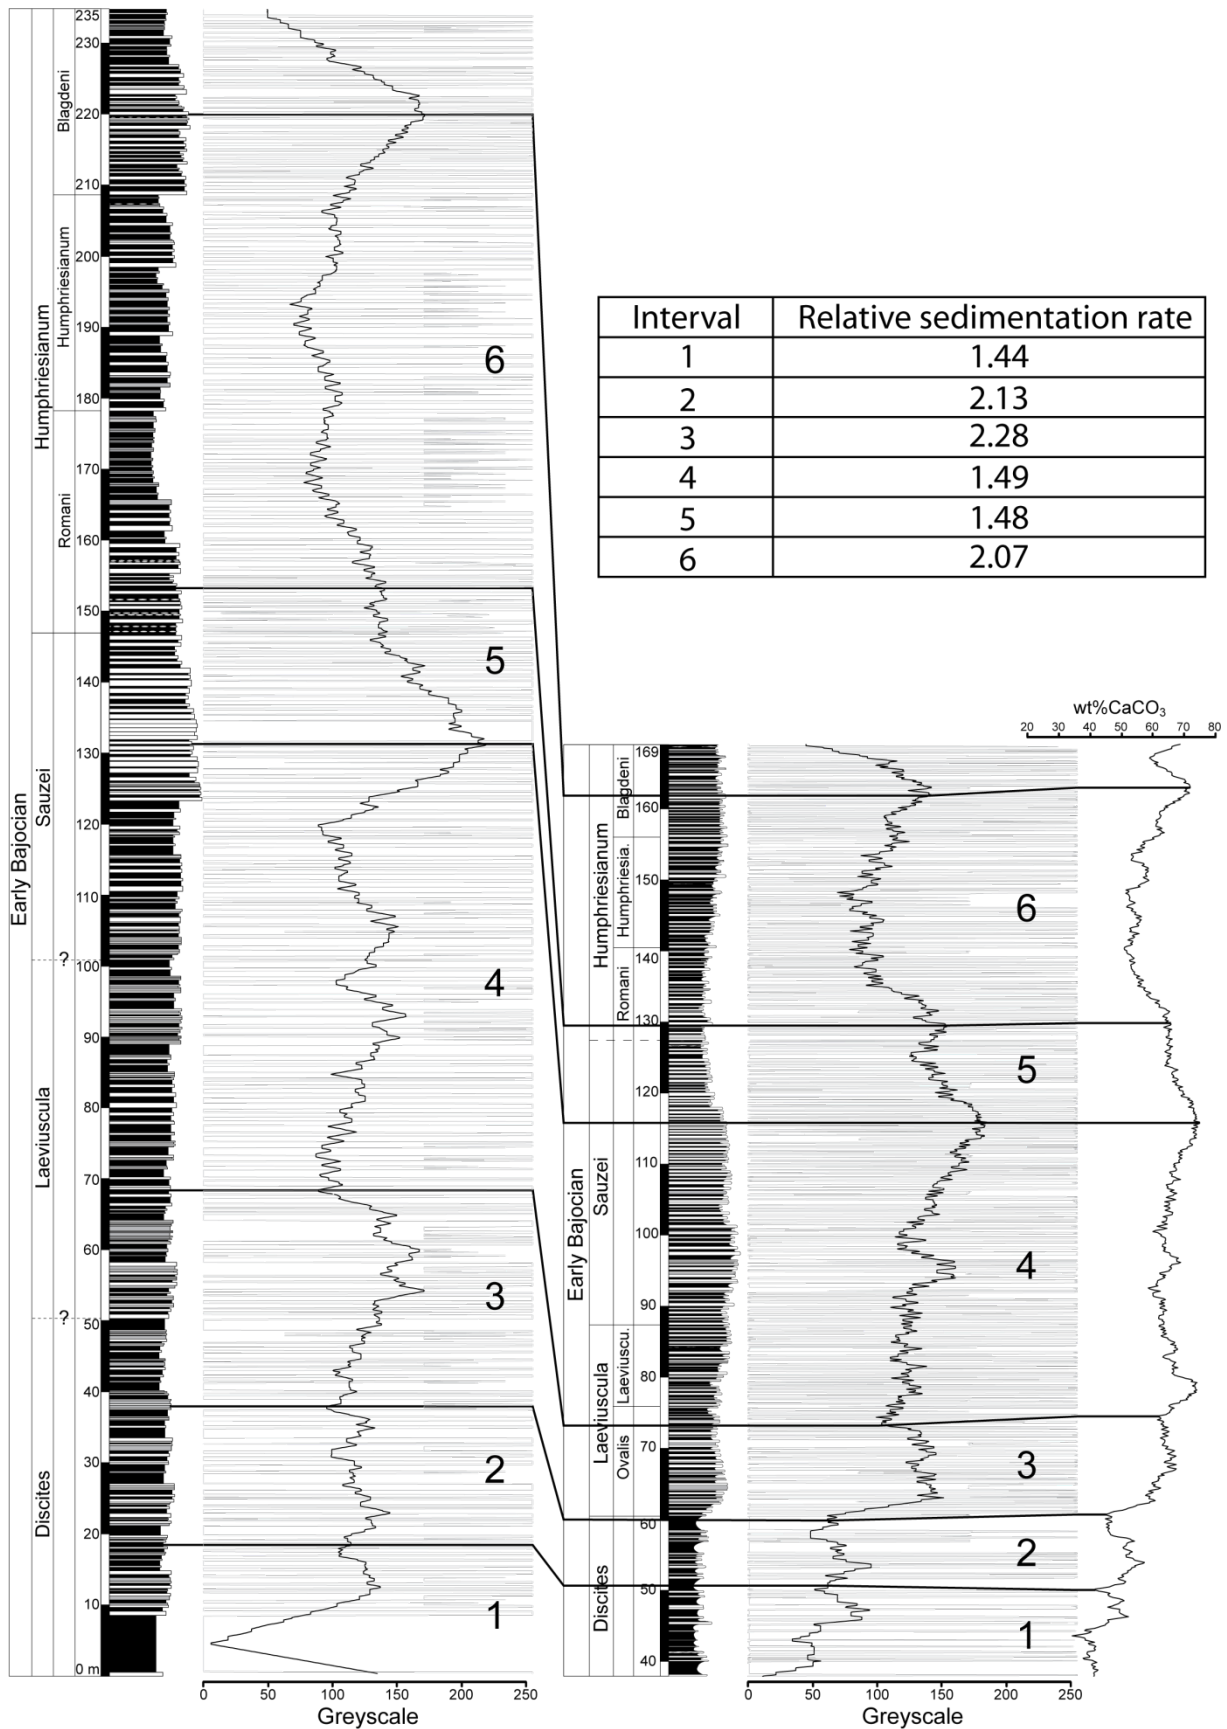 235
230
220
210
200
190
180
170
160
150
140
130
120
110
100
90
80
70
60
50
40
30
20
10
0 m
Early Bajocian
Humphriesianum
Sauzei
Laeviuscula
Discites
Blagdeni
Humphriesianum
Romani
?
?
6
5
4
3
2
1
0 50 100 150 200 250
Greyscale
Interval Relative sedimentation rate
1 1.44
2 2.13
3 2.28
4 1.49
5 1.48
6 2.07
wt%CaCO3
20 30 40 50 60 70 80
169
160
150
140
130
120
110
100
90
80
70
60
50
40
Early Bajocian
Humphriesianum
Sauzei
Laeviuscula
Discites
Blagdeni
Humphriesia.
Romani
Laeviuscu.
Ovalis
6
5
4
3
2
1
0 50 100 150 200 250
Greyscale